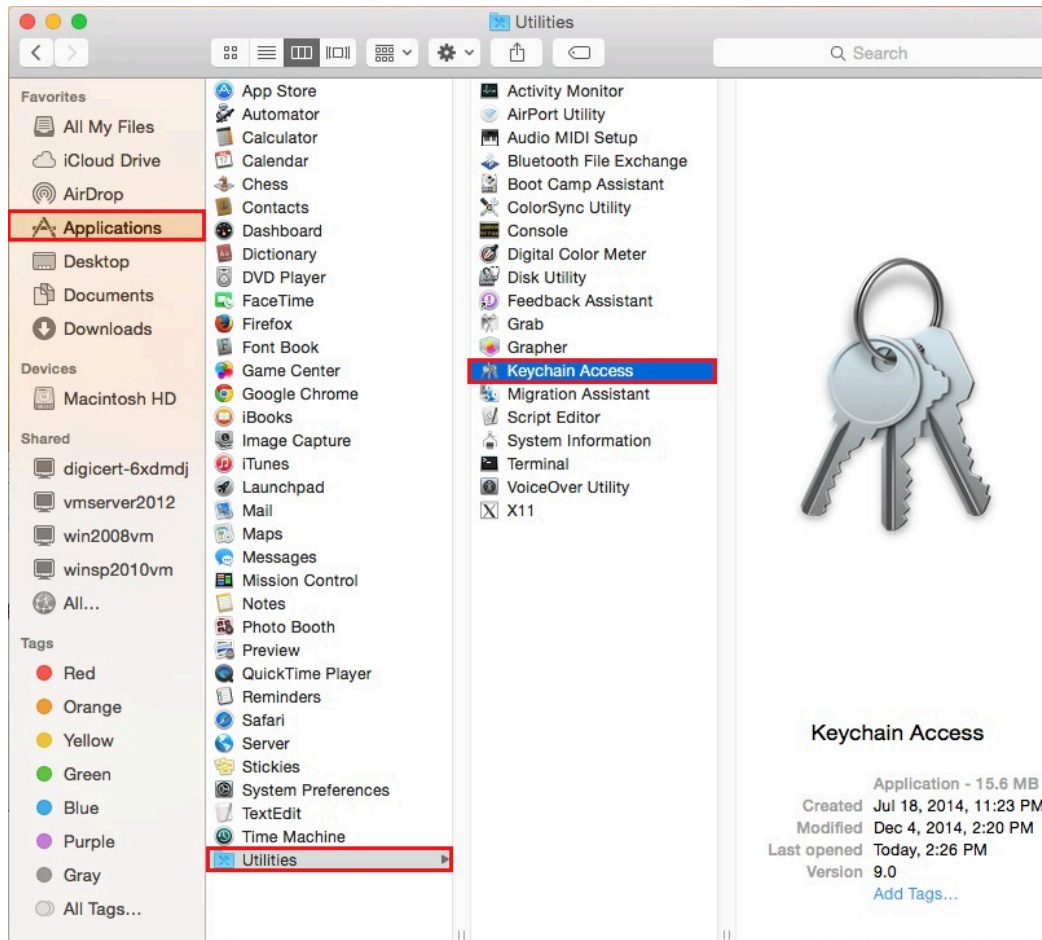 Utilities
Search
Favorites
All My Files
iCloud Drive
AirDrop
Applications
Desktop
Documents
Downloads
Devices
Macintosh HD
Shared
digicert-6xdmdj
vmserver2012
win2008vm
winsp2010vm
All...
Tags
Red
Orange
Yellow
Green
Blue
Purple
Gray
All Tags...
App Store
Automator
Calculator
Calendar
Chess
Contacts
Dashboard
Dictionary
DVD Player
FaceTime
Firefox
Font Book
Game Center
Google Chrome
iBooks
Image Capture
iTunes
Launchpad
Mail
Maps
Messages
Mission Control
Notes
Photo Booth
Preview
QuickTime Player
Reminders
Safari
Server
Stickies
System Preferences
TextEdit
Time Machine
Utilities
Activity Monitor
AirPort Utility
Audio MIDI Setup
Bluetooth File Exchange
Boot Camp Assistant
ColorSync Utility
Console
Digital Color Meter
Disk Utility
Feedback Assistant
Grab
Grapher
Keychain Access
Migration Assistant
Script Editor
System Information
Terminal
VoiceOver Utility
X11
Keychain Access
Application - 15.6 MB
Created Jul 18, 2014, 11:23 PM
Modified Dec 4, 2014, 2:20 PM
Last opened Today, 2:26 PM
Version 9.0
Add Tags...